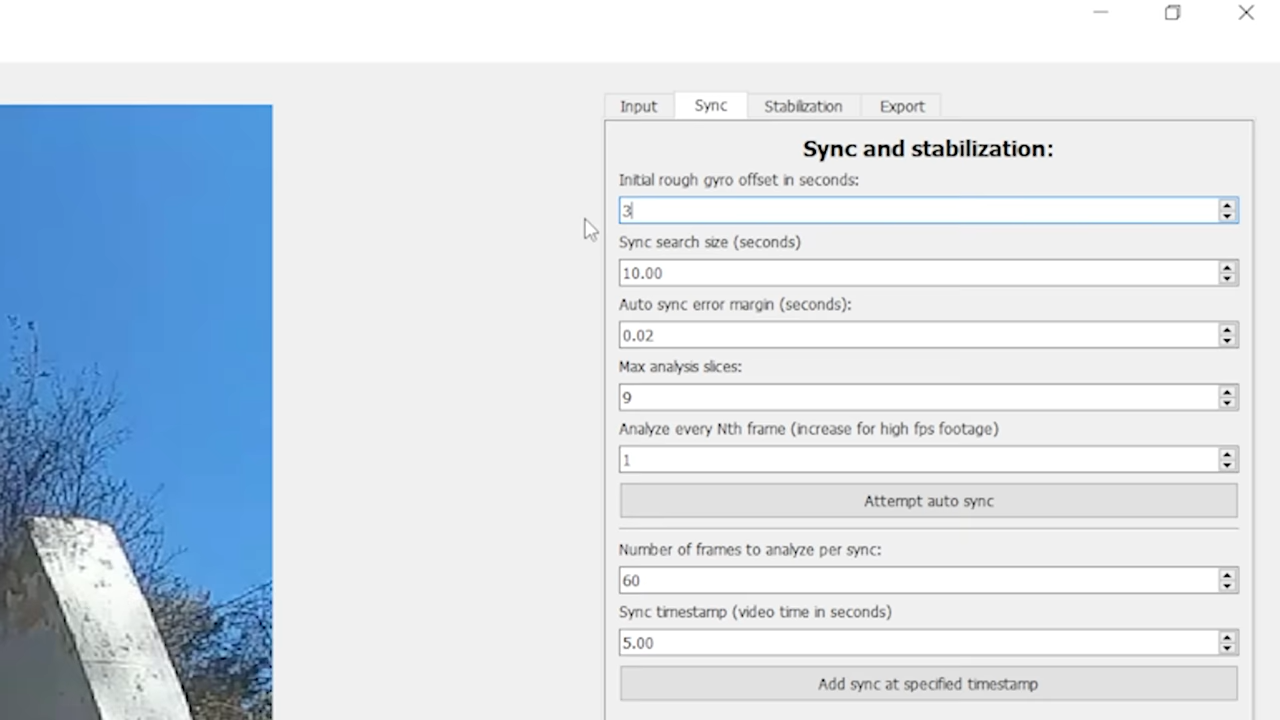 Input Sync Stabilization Export
Sync and stabilization:
Initial rough gyro offset in seconds:
3
Sync search size (seconds)
10.00
Auto sync error margin (seconds):
0.02
Max analysis slices:
9
Analyze every Nth frame (increase for high fps footage)
1
Attempt auto sync
Number of frames to analyze per sync:
60
Sync timestamp (video time in seconds)
5.00
Add sync at specified timestamp